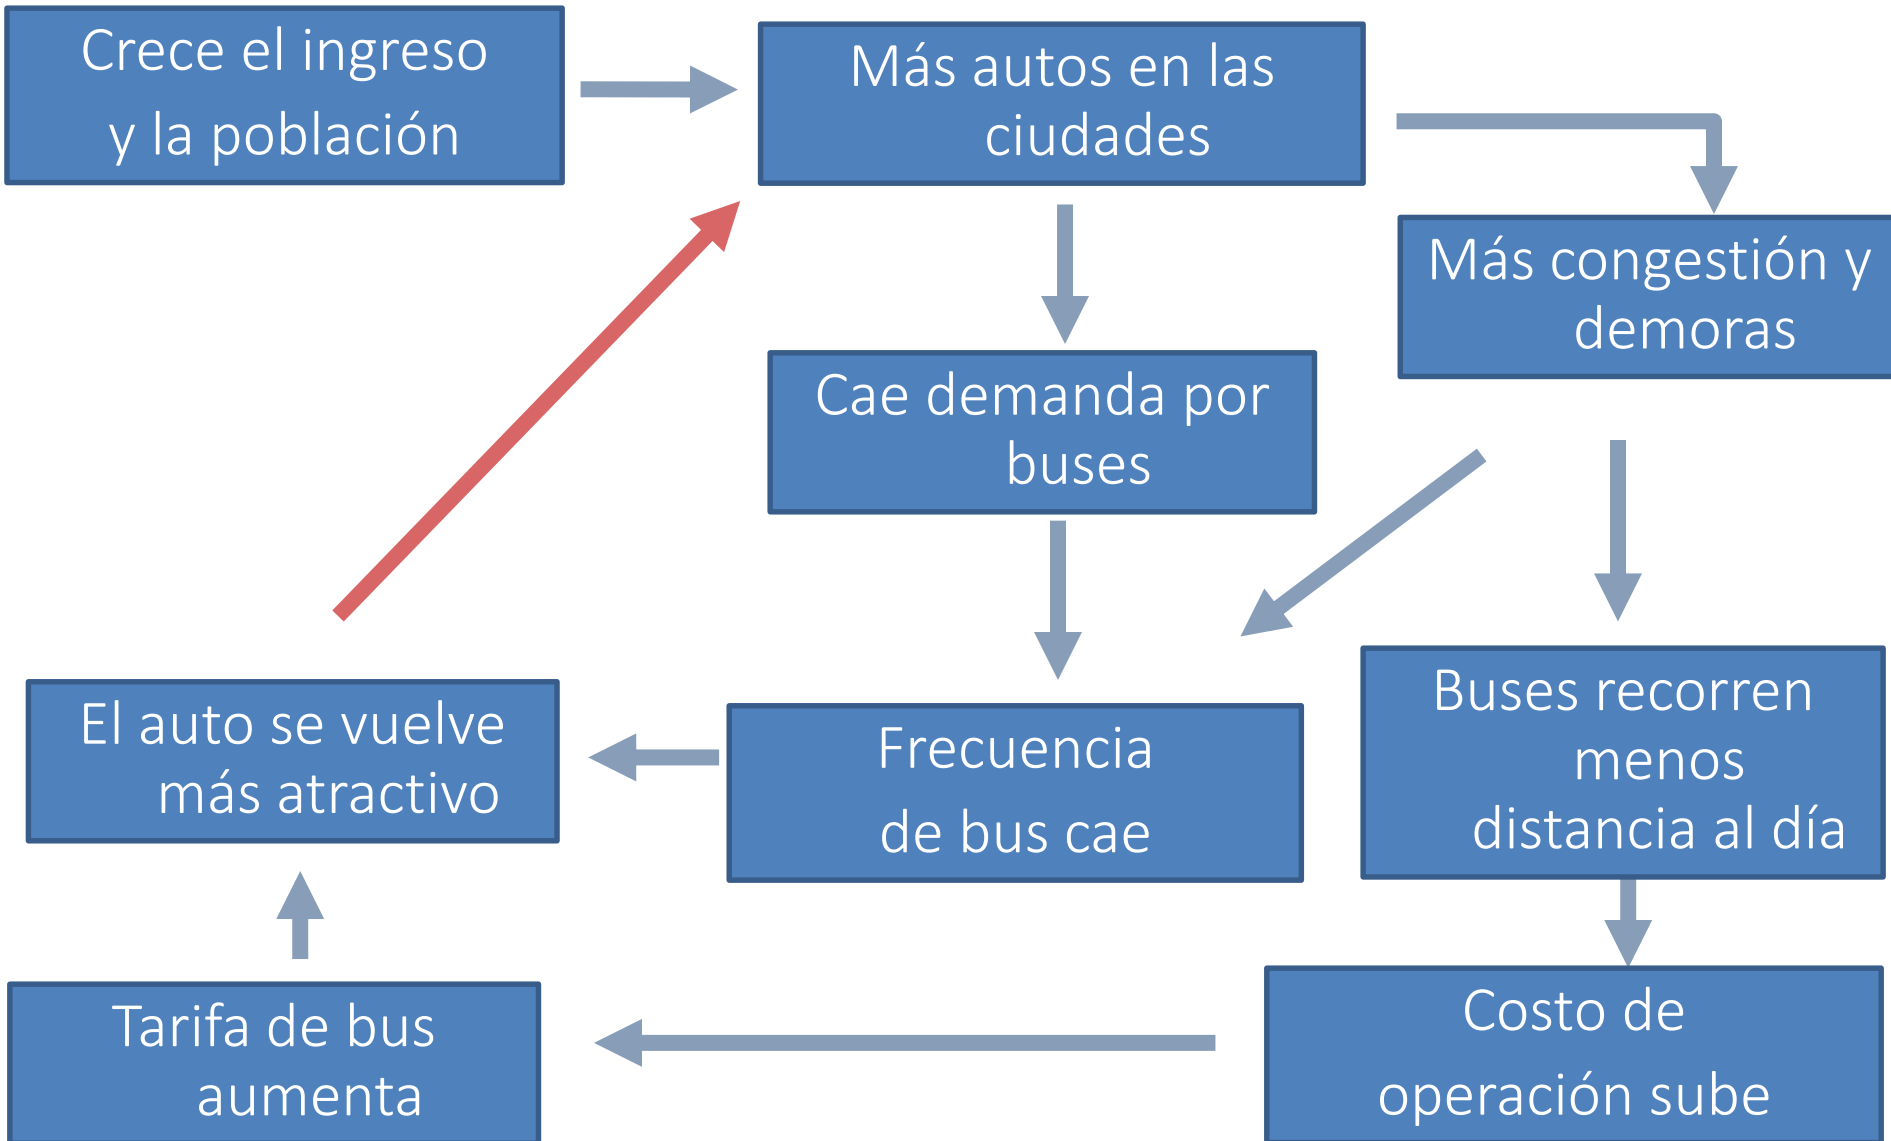 Crece el ingreso
y la población
Más autos en las
ciudades
Más congestión y
demoras
Cae demanda por
buses
Buses recorren
menos
distancia al día
El auto se vuelve
más atractivo
Frecuencia
de bus cae
Tarifa de bus
aumenta
Costo de
operación sube